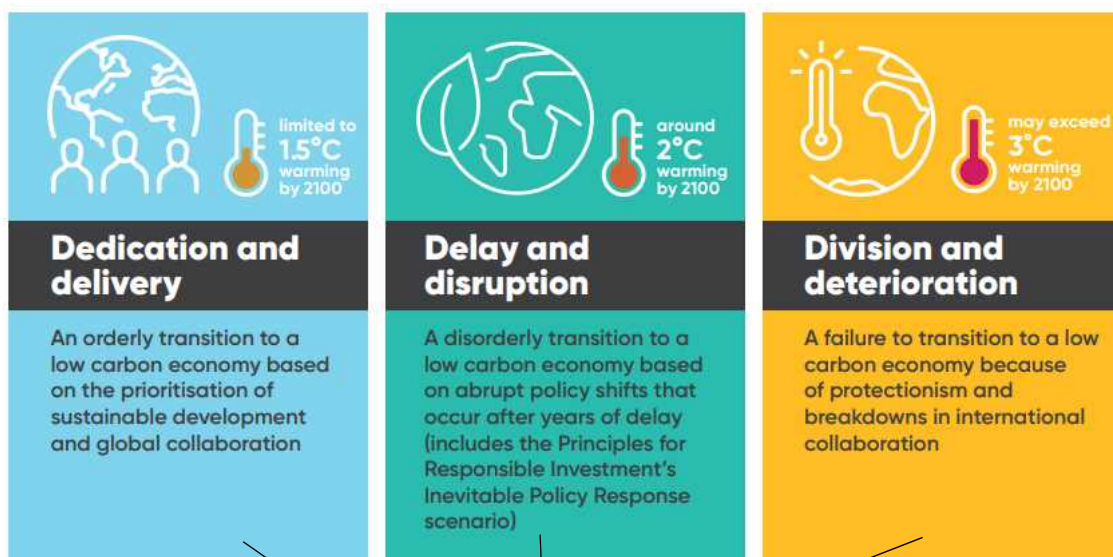 limited to
1.5°C
warming
by 2100
Dedication and
delivery
An orderly transition to a
low carbon economy based
on the prioritisation of
sustainable development
and global collaboration
around
2°C
warming
by 2100
Delay and
disruption
A disorderly transition to a
low carbon economy based
on abrupt policy shifts that
occur after years of delay
(includes the Principles for
Responsible Investment's
Inevitable Policy Response
scenario)
may exceed
3°C
warming
by 2100
Division and
deterioration
A failure to transition to a low
carbon economy because
of protectionism and
breakdowns in international
collaboration